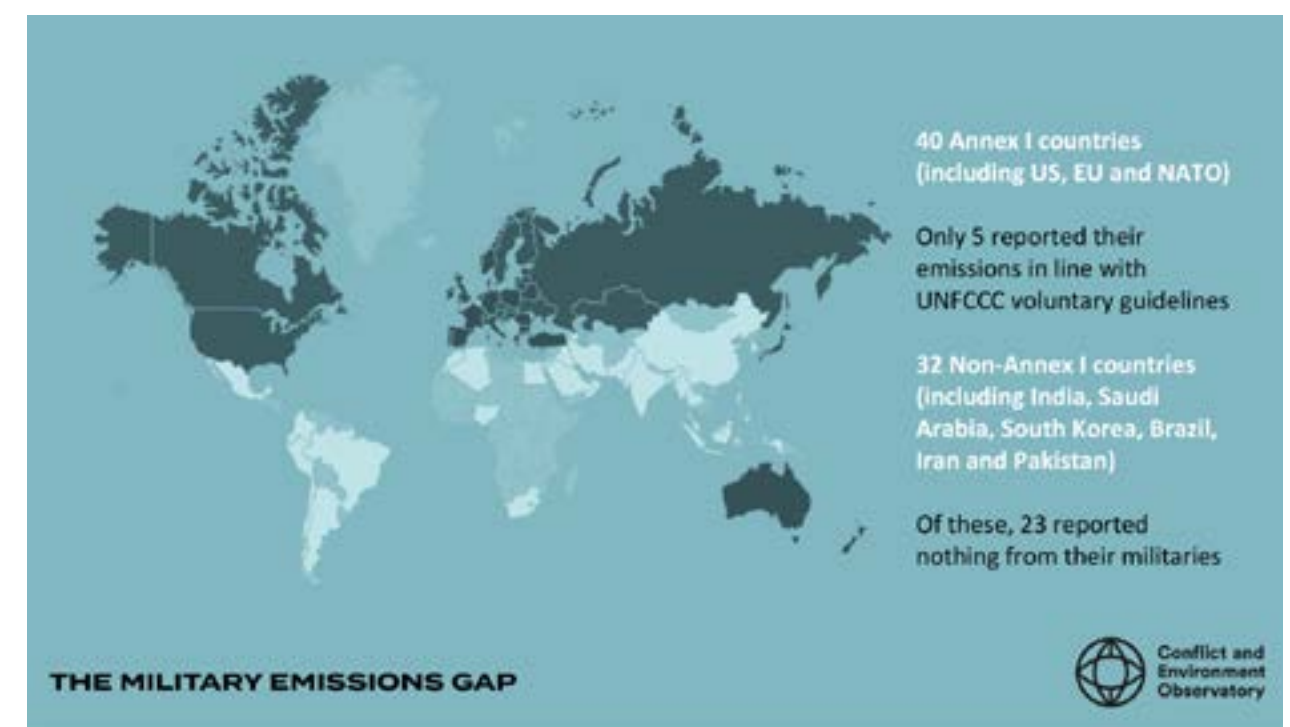 40 Annex I countries
(including US, EU and NATO)
Only 5 reported their
emissions in line with
UNFCCC voluntary guidelines
32 Non-Annex I countries
(including India, Saudi
Arabia, South Korea, Brazil,
Iran and Pakistan)
Of these, 23 reported
nothing from their militaries
THE MILITARY EMISSIONS GAP
Conflict and
Environment
Observatory